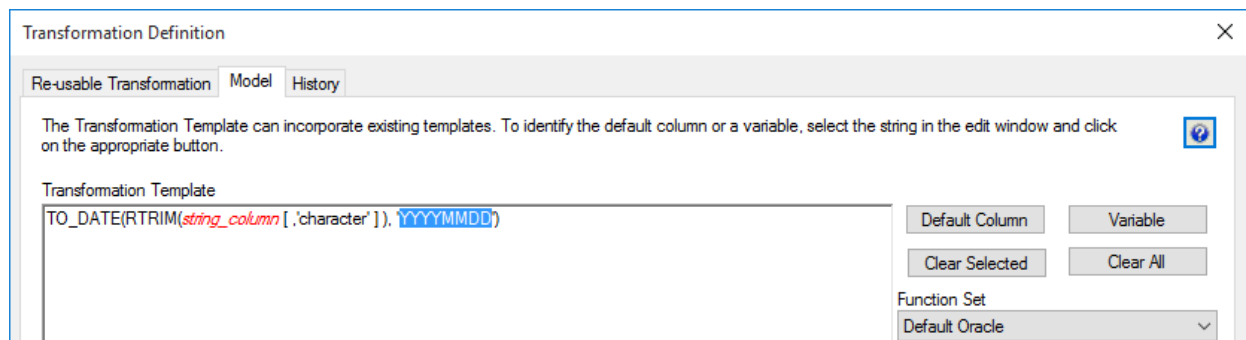 Transformation Definition
Re-usable Transformation Model History
The Transformation Template can incorporate existing templates. To identify the default column or a variable, select the string in the edit window and click
on the appropriate button.
Transformation Template
TO_DATE(RTRIM(string_column [ ,'character' ] ), 'YYYYMMDD')
Default Column Variable
Clear Selected Clear All
Function Set
Default Oracle